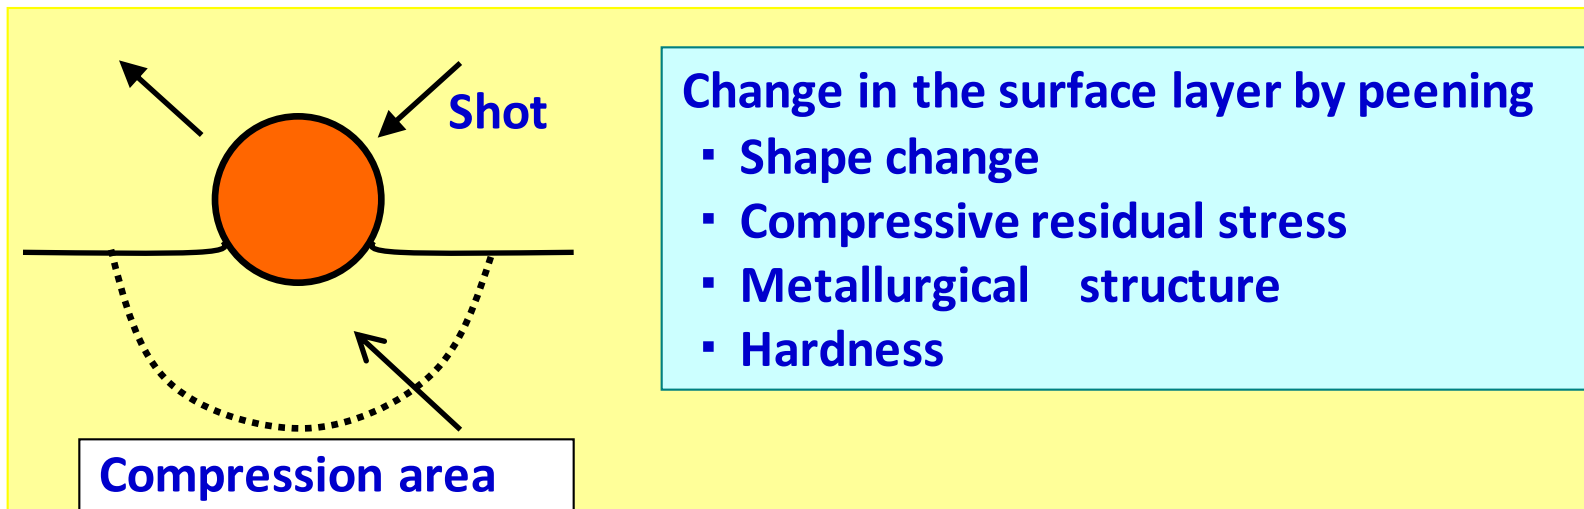 Shot
Compression area
Change in the surface layer by peening
▪ Shape change
▪ Compressive residual stress
▪ Metallurgical structure
▪ Hardness